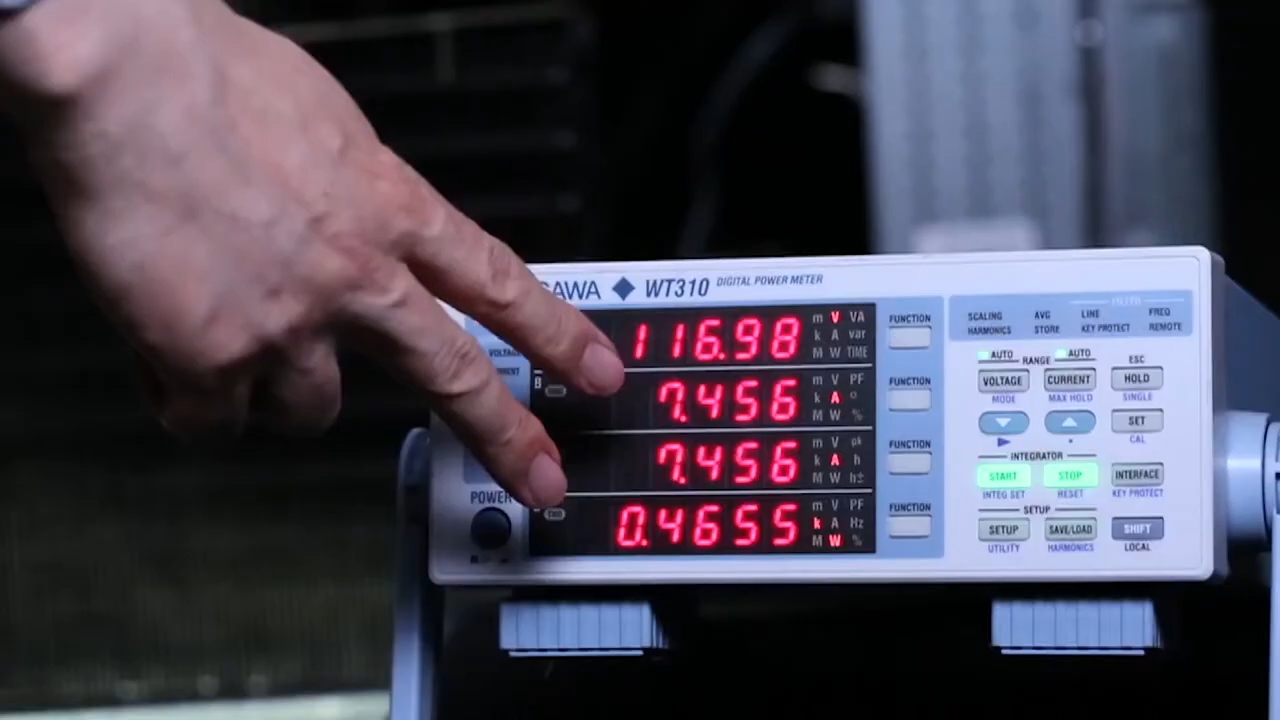 SAWA WT310 DIGITAL POWER METER
116.98 m V VA
k A var
M W TIME
7.456 m V PF
k A °
M W %
7.456 m V pk
k A h
M W h±
0.4655 m V PF
k A Hz
M W %
VOLTAGE
B
POWER
FUNCTION
FUNCTION
FUNCTION
FUNCTION
SCALING AVG LINE FREQ
HARMONICS STORE KEY PROTECT REMOTE
AUTO RANGE AUTO
ESC
VOLTAGE CURRENT HOLD
MODE MAX HOLD SINGLE
SET
CAL
INTEGRATOR
START STOP INTERFACE
INTEG SET RESET KEY PROTECT
SETUP
SETUP SAVE/LOAD SHIFT
UTILITY HARMONICS LOCAL